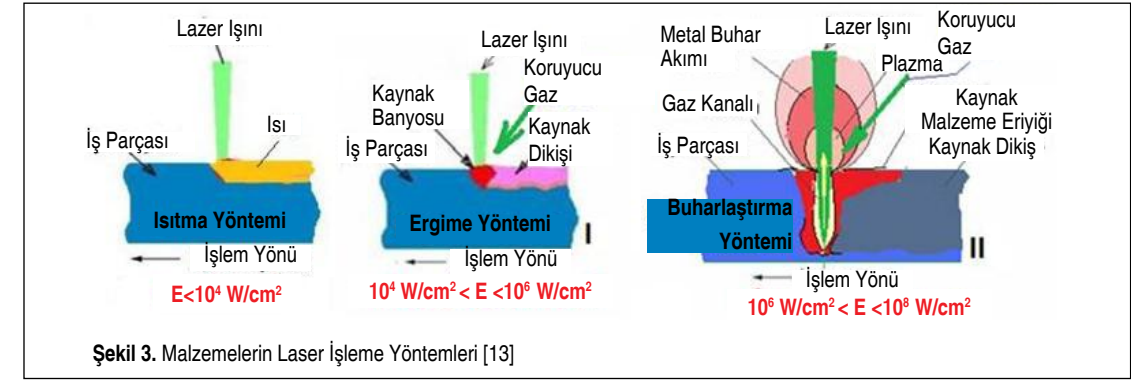 Lazer Işını
Isı
İş Parçası
Isıtma Yöntemi
İşlem Yönü
E<10⁴ W/cm²
Lazer Işını
Koruyucu
Gaz
Kaynak
Banyosu
Kaynak
Dikişi
İş Parçası
Ergime Yöntemi
I
İşlem Yönü
10⁴ W/cm² < E <10⁶ W/cm²
Metal Buhar
Akımı
Lazer Işını
Koruyucu
Gaz
Plazma
Gaz Kanalı
Kaynak
Malzeme Eriyiği
Kaynak Dikiş
İş Parçası
Buharlaştırma
Yöntemi
II
İşlem Yönü
10⁶ W/cm² < E <10⁸ W/cm²
Şekil 3. Malzemelerin Laser İşleme Yöntemleri [13]